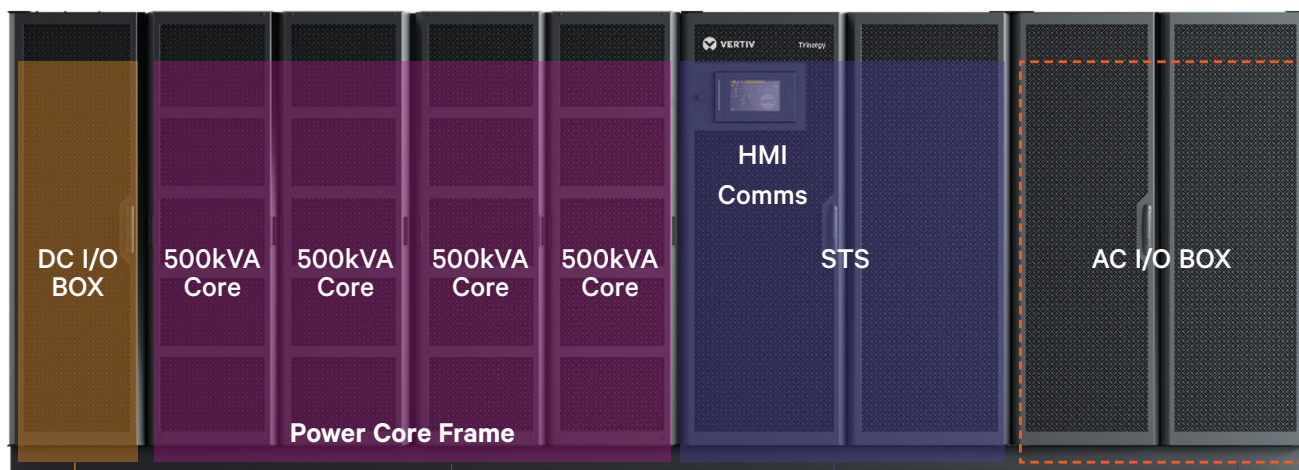 VERTIV
Trinergy
HMI
Comms
DC I/O
BOX
500kVA
Core
500kVA
Core
500kVA
Core
500kVA
Core
STS
AC I/O BOX
Power Core Frame